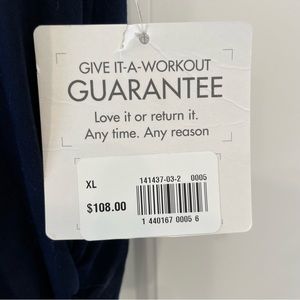 GIVE IT-A-WORKOUT
GUARANTEE
Love it or return it.
Any time. Any reason
XL 141437-03-2 0005
$108.00
1 440167 0005 6